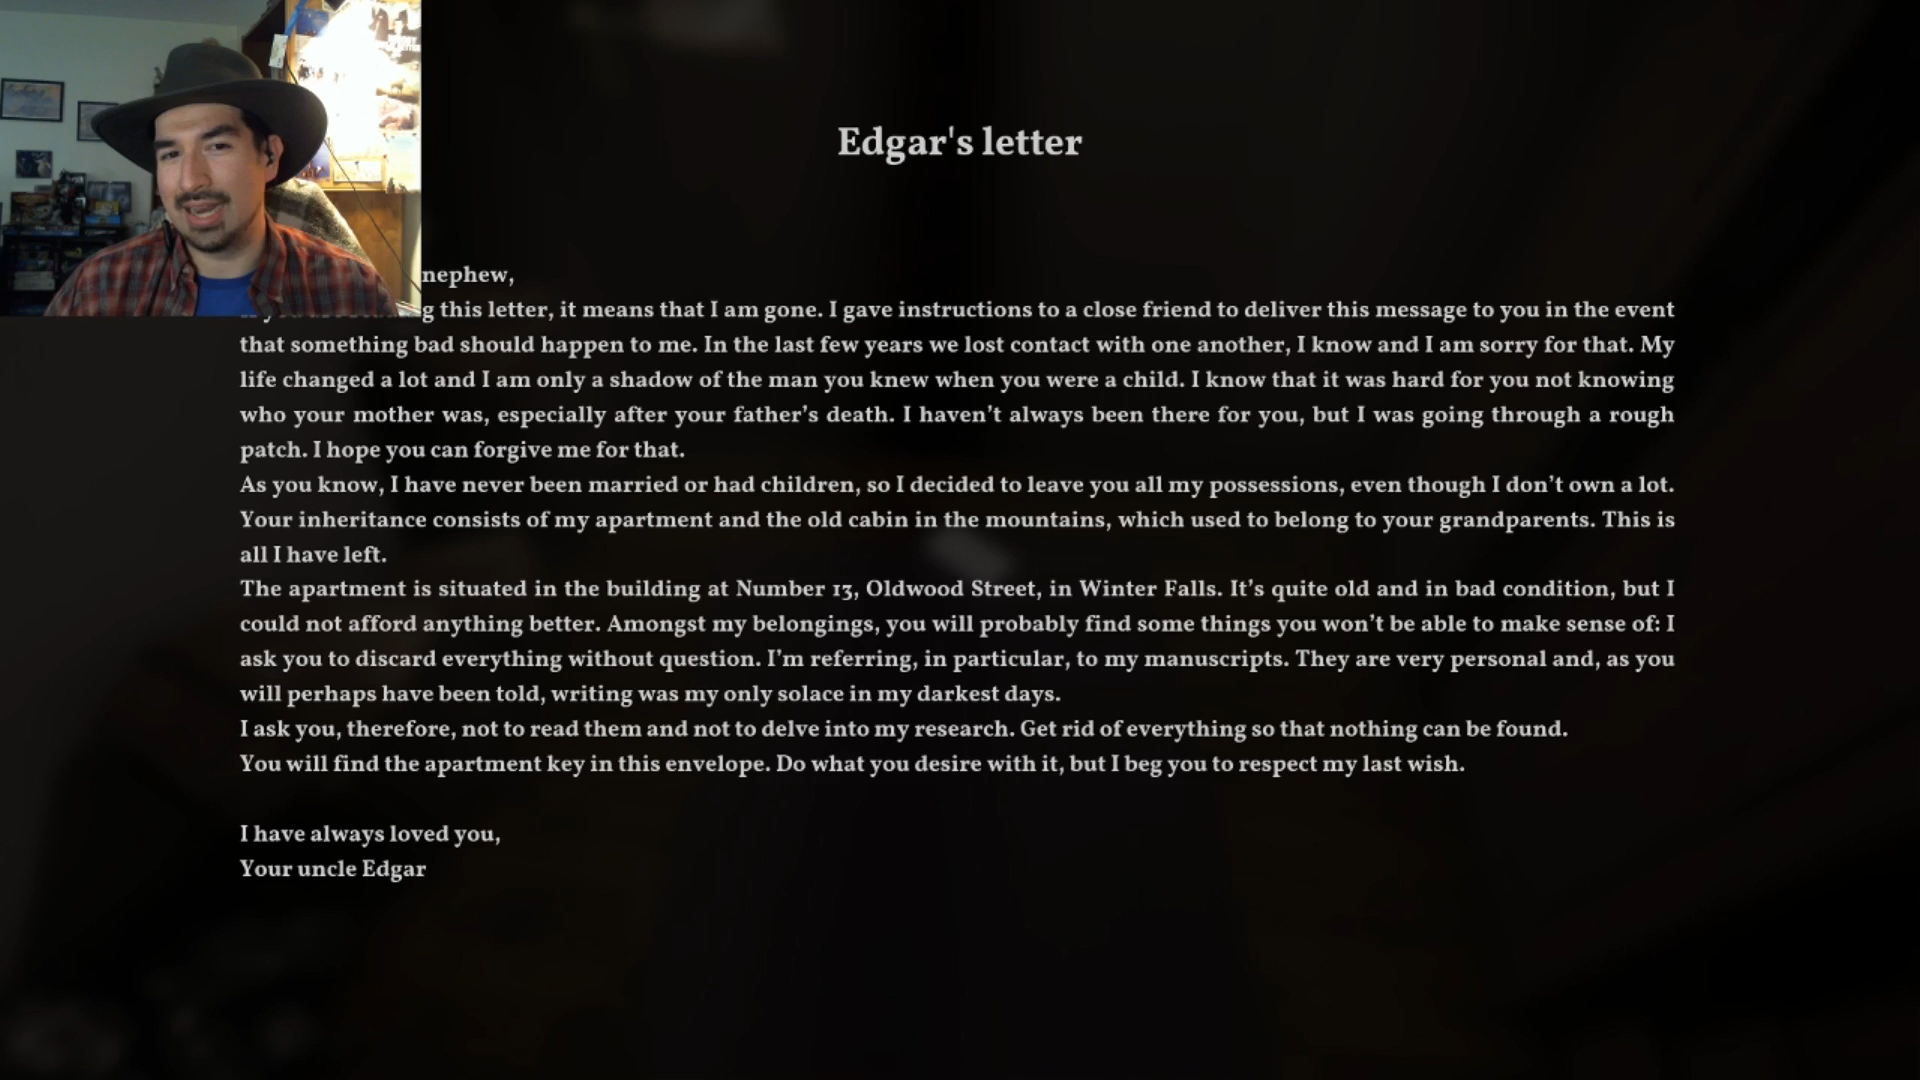 Edgar's letter
nephew,
this letter, it means that I am gone. I gave instructions to a close friend to deliver this message to you in the event
that something bad should happen to me. In the last few years we lost contact with one another, I know and I am sorry for that. My
life changed a lot and I am only a shadow of the man you knew when you were a child. I know that it was hard for you not knowing
who your mother was, especially after your father’s death. I haven’t always been there for you, but I was going through a rough
patch. I hope you can forgive me for that.
As you know, I have never been married or had children, so I decided to leave you all my possessions, even though I don’t own a lot.
Your inheritance consists of my apartment and the old cabin in the mountains, which used to belong to your grandparents. This is
all I have left.
The apartment is situated in the building at Number 13, Oldwood Street, in Winter Falls. It’s quite old and in bad condition, but I
could not afford anything better. Amongst my belongings, you will probably find some things you won’t be able to make sense of: I
ask you to discard everything without question. I’m referring, in particular, to my manuscripts. They are very personal and, as you
will perhaps have been told, writing was my only solace in my darkest days.
I ask you, therefore, not to read them and not to delve into my research. Get rid of everything so that nothing can be found.
You will find the apartment key in this envelope. Do what you desire with it, but I beg you to respect my last wish.
I have always loved you,
Your uncle Edgar